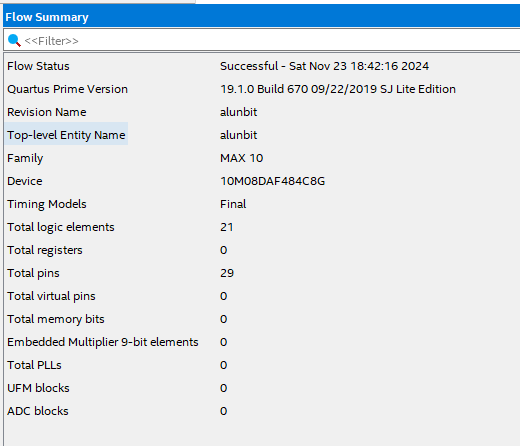 Flow Summary
<<Filter>>
Flow Status Successful - Sat Nov 23 18:42:16 2024
Quartus Prime Version 19.1.0 Build 670 09/22/2019 SJ Lite Edition
Revision Name alunbit
Top-level Entity Name alunbit
Family MAX 10
Device 10M08DAF484C8G
Timing Models Final
Total logic elements 21
Total registers 0
Total pins 29
Total virtual pins 0
Total memory bits 0
Embedded Multiplier 9-bit elements 0
Total PLLs 0
UFM blocks 0
ADC blocks 0